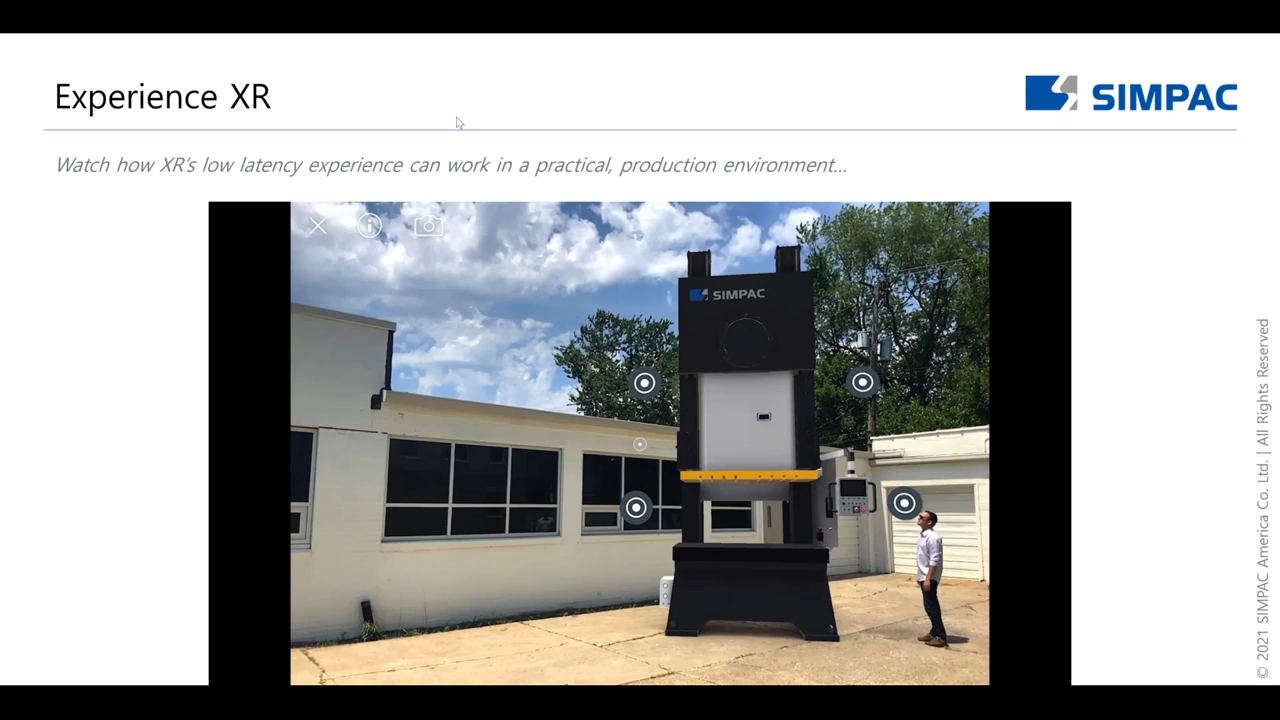 Experience XR
SIMPAC
Watch how XR's low latency experience can work in a practical, production environment...
SIMPAC
© 2021 SIMPAC America Co. Ltd. | All Rights Reserved